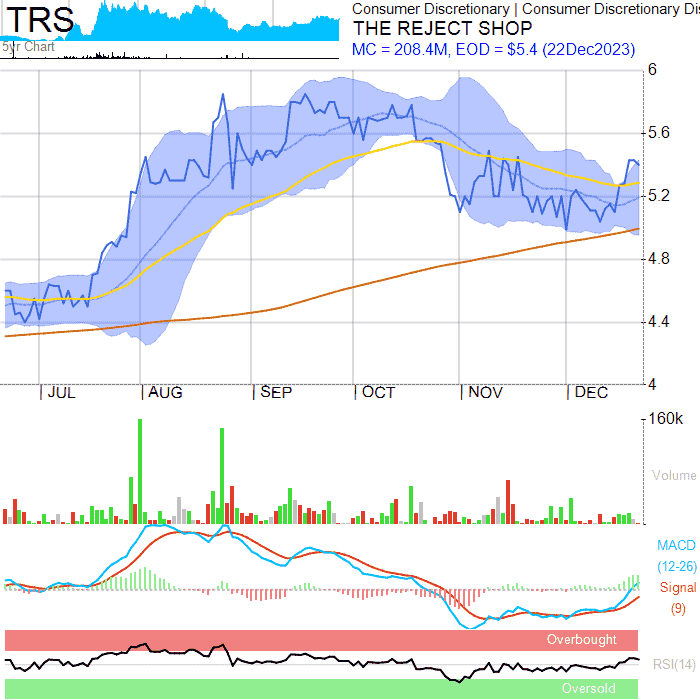 TRS
5yr Chart
Consumer Discretionary | Consumer Discretionary Dis
THE REJECT SHOP
MC = 208.4M, EOD = $5.4 (22Dec2023)
6
5.6
5.2
4.8
4.4
4
JUL
AUG
SEP
OCT
NOV
DEC
160k
Volume
MACD
(12-26)
Signal
(9)
Overbought
RSI(14)
Oversold